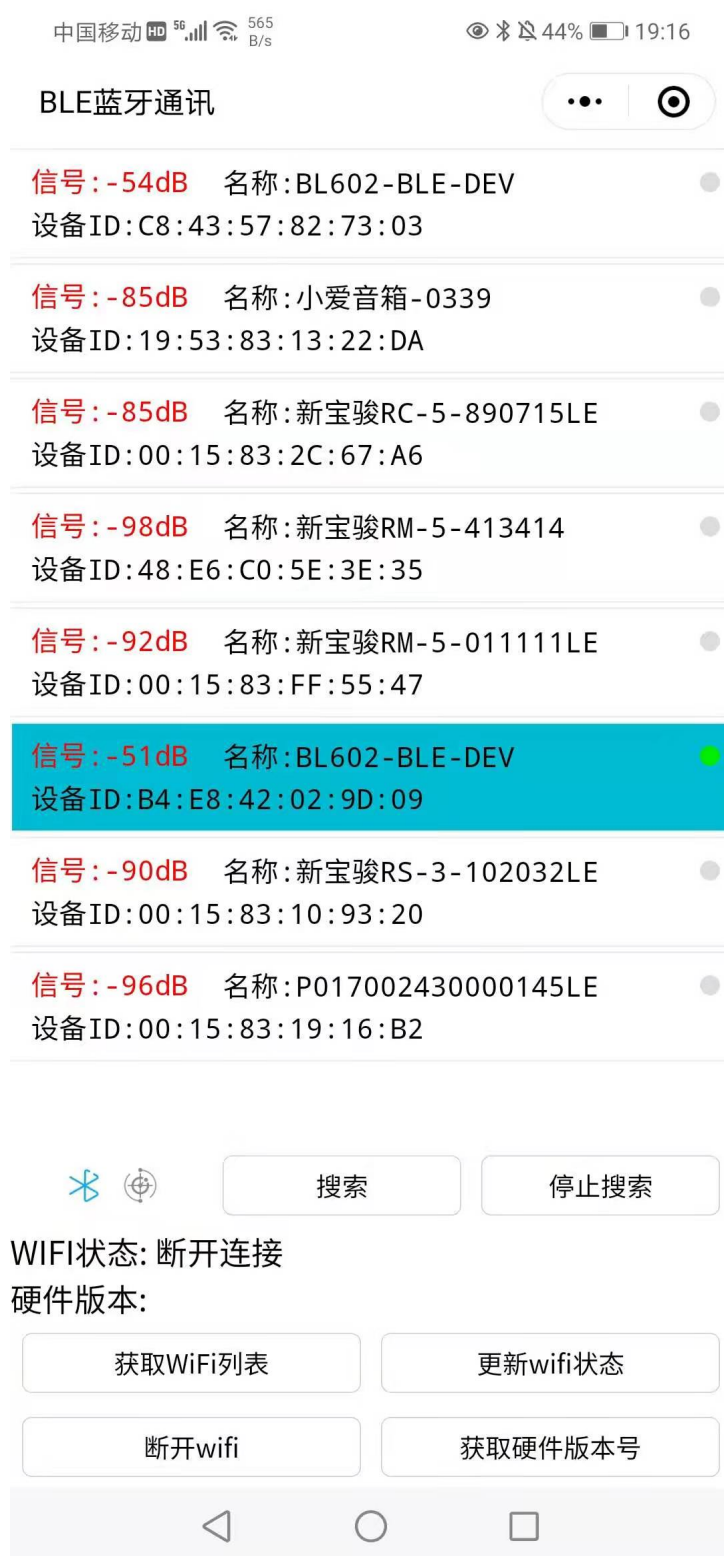 中国移动 HD 5G 565 B/s 44% 19:16
BLE蓝牙通讯
信号:-54dB 名称:BL602-BLE-DEV
设备ID:C8:43:57:82:73:03
信号:-85dB 名称:小爱音箱-0339
设备ID:19:53:83:13:22:DA
信号:-85dB 名称:新宝骏RC-5-890715LE
设备ID:00:15:83:2C:67:A6
信号:-98dB 名称:新宝骏RM-5-413414
设备ID:48:E6:C0:5E:3E:35
信号:-92dB 名称:新宝骏RM-5-011111LE
设备ID:00:15:83:FF:55:47
信号:-51dB 名称:BL602-BLE-DEV
设备ID:B4:E8:42:02:9D:09
信号:-90dB 名称:新宝骏RS-3-102032LE
设备ID:00:15:83:10:93:20
信号:-96dB 名称:P017002430000145LE
设备ID:00:15:83:19:16:B2
搜索 停止搜索
WIFI状态: 断开连接
硬件版本:
获取WiFi列表 更新wifi状态
断开wifi 获取硬件版本号